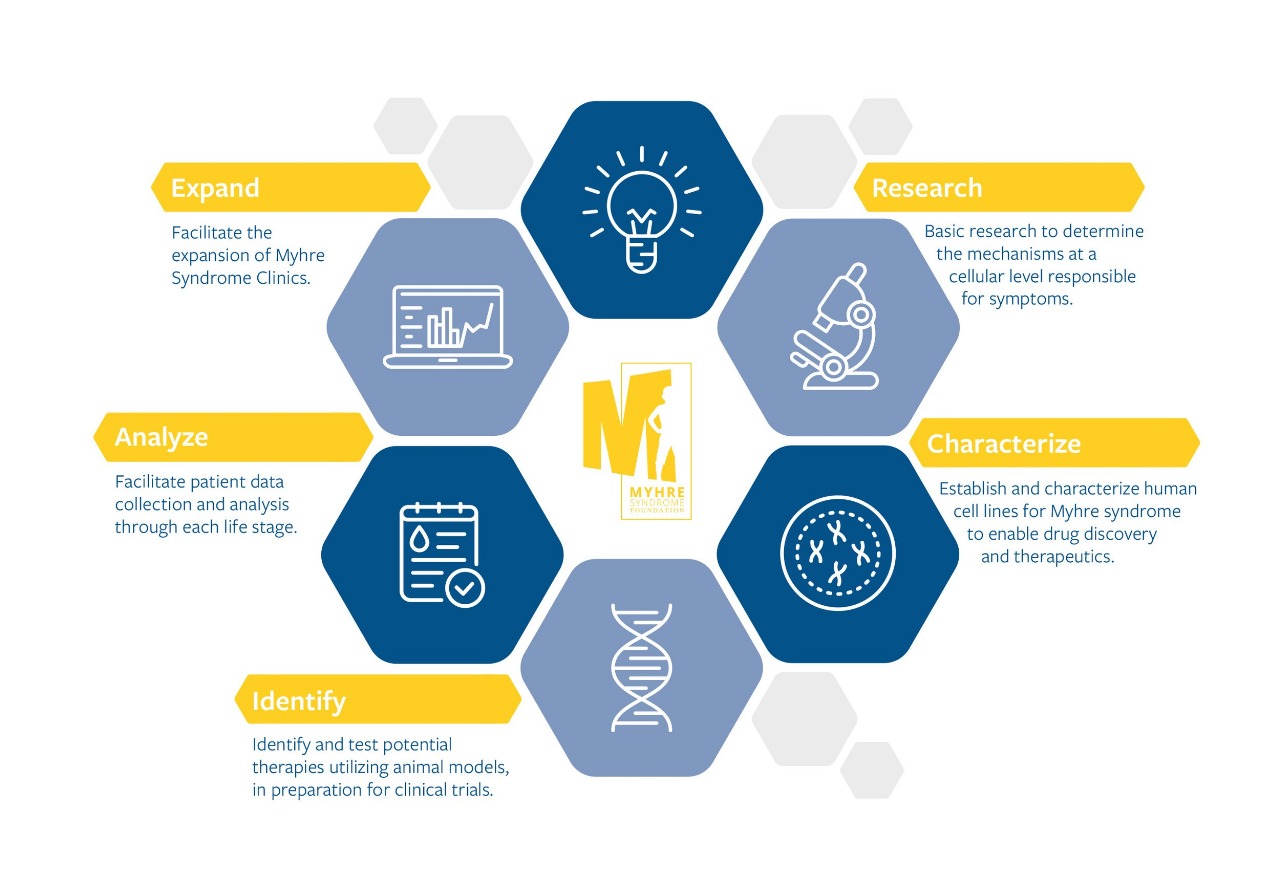 Expand
Facilitate the
expansion of Myhre
Syndrome Clinics.
Research
Basic research to determine
the mechanisms at a
cellular level responsible
for symptoms.
Analyze
Facilitate patient data
collection and analysis
through each life stage.
MYHRE
SYNDROME
FOUNDATION
Characterize
Establish and characterize human
cell lines for Myhre syndrome
to enable drug discovery
and therapeutics.
Identify
Identify and test potential
therapies utilizing animal models,
in preparation for clinical trials.